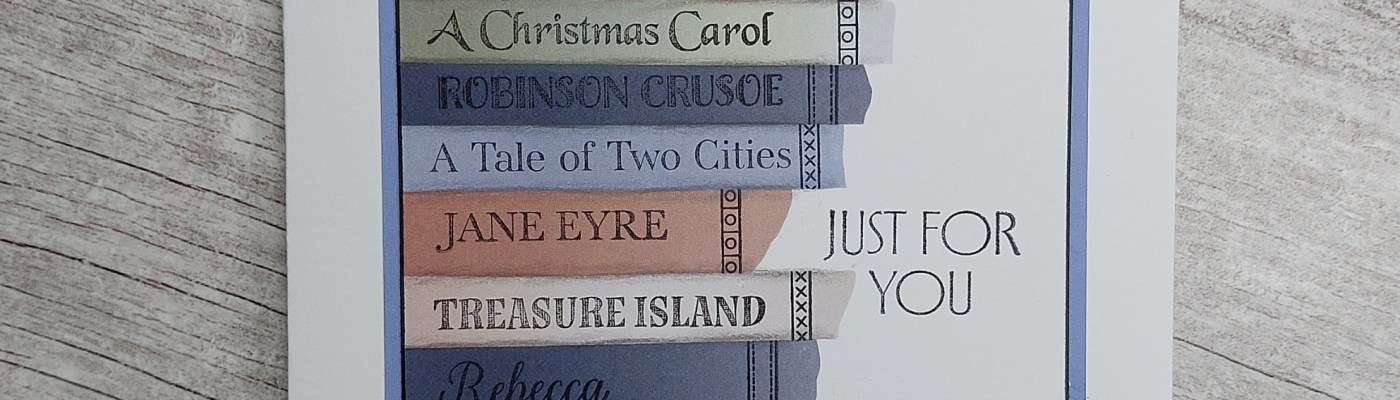 A Christmas Carol
ROBINSON CRUSOE
A Tale of Two Cities
JANE EYRE
TREASURE ISLAND
Rebecca
JUST FOR
YOU